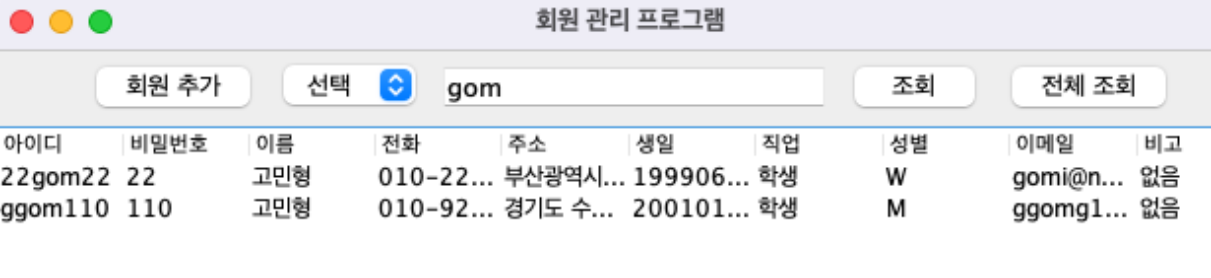 회원 관리 프로그램
회원 추가 선택 gom 조회 전체 조회
아이디 비밀번호 이름 전화 주소 생일 직업 성별 이메일 비고
22gom22 22 고민형 010-22... 부산광역시... 199906... 학생 W gomi@n... 없음
ggom110 110 고민형 010-92... 경기도 수... 200101... 학생 M ggomg1... 없음